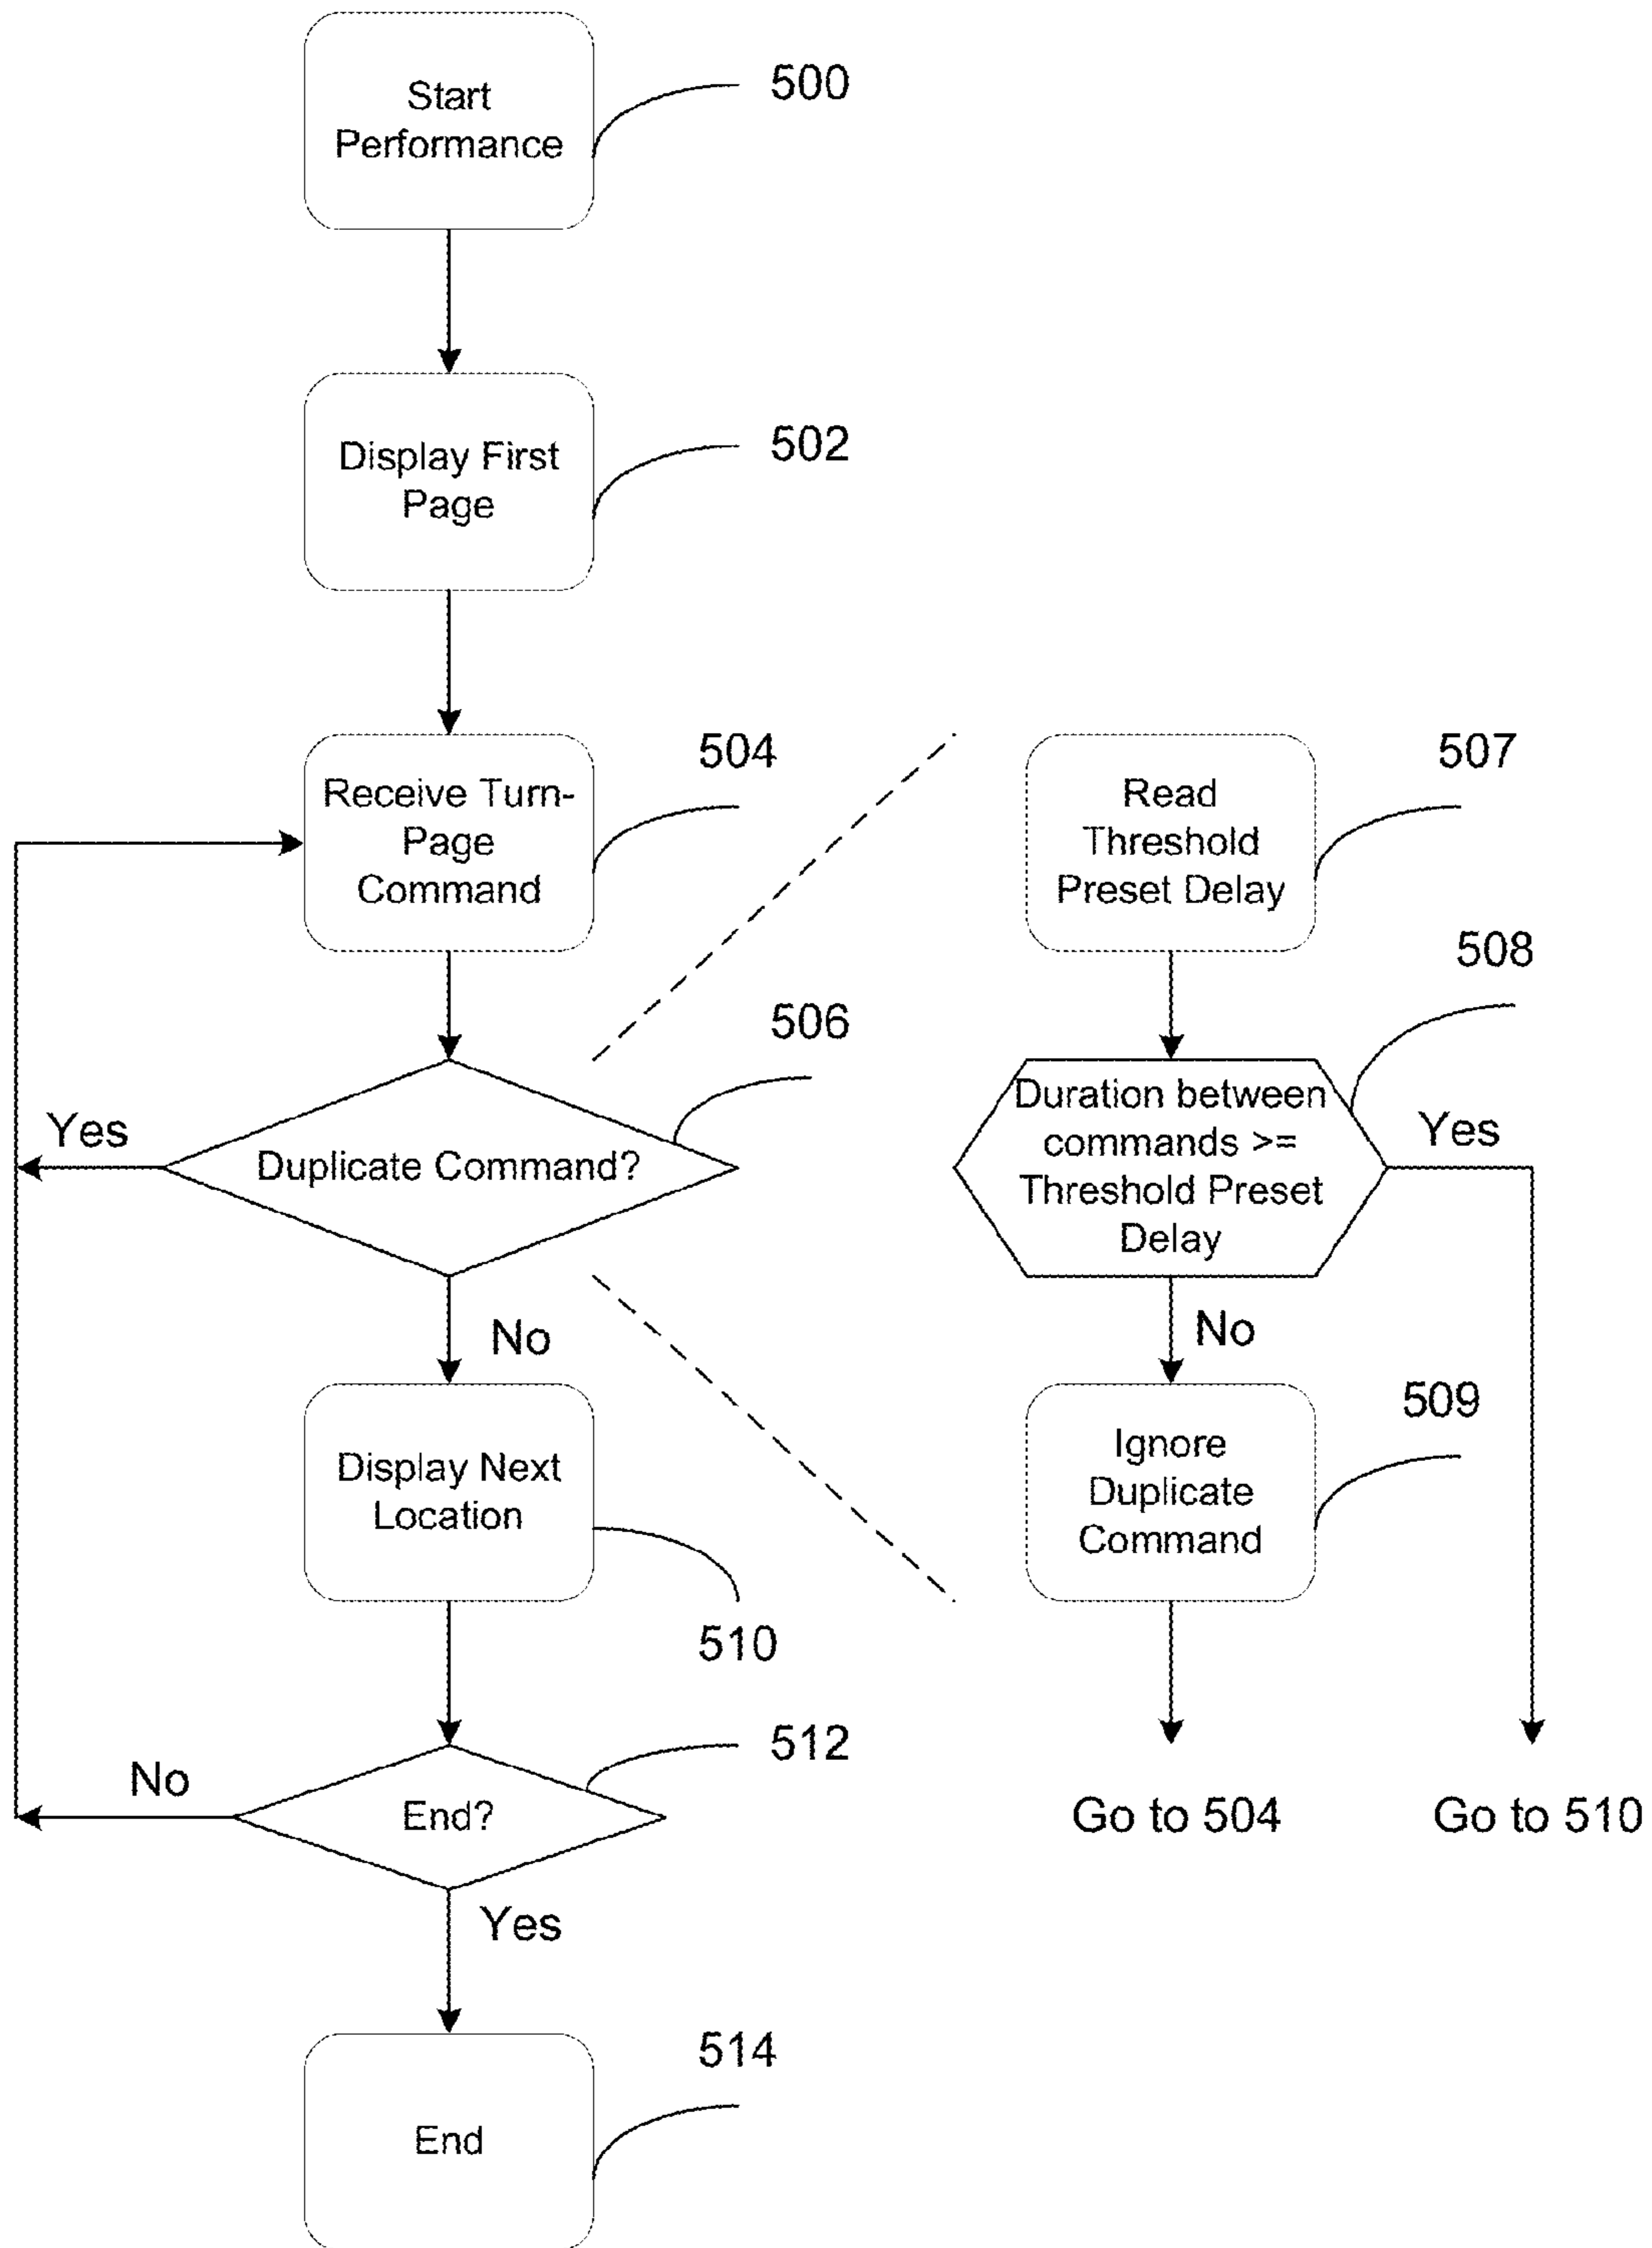 Start
Performance
500
Display First
Page
502
Receive Turn-
Page
Command
504
Duplicate Command?
506
Yes
No
Display Next
Location
510
End?
512
No
Yes
End
514
Read
Threshold
Preset Delay
507
Duration between
commands >=
Threshold Preset
Delay
508
Yes
No
Ignore
Duplicate
Command
509
Go to 504
Go to 510